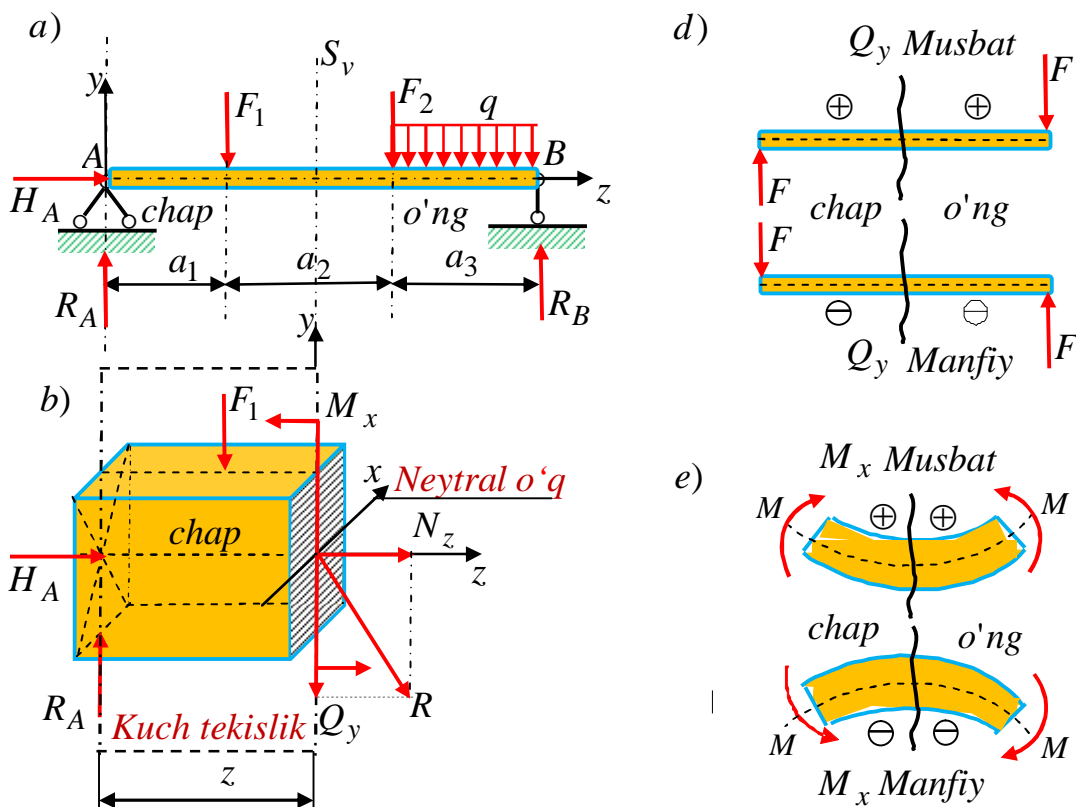 a)
S_v
y
F_1
F_2
q
A
B
z
H_A
chap
o'ng
a_1
a_2
a_3
R_A
R_B
y
b)
F_1
M_x
x
Neytral o‘q
chap
N_z
z
H_A
R_A
Kuch tekislik
Q_y
R
z
d)
Q_y Musbat
F
+ +
F
chap
o'ng
F
− −
Q_y Manfiy
F
e)
M_x Musbat
M
+ +
M
chap
o'ng
M
− −
M
M_x Manfiy